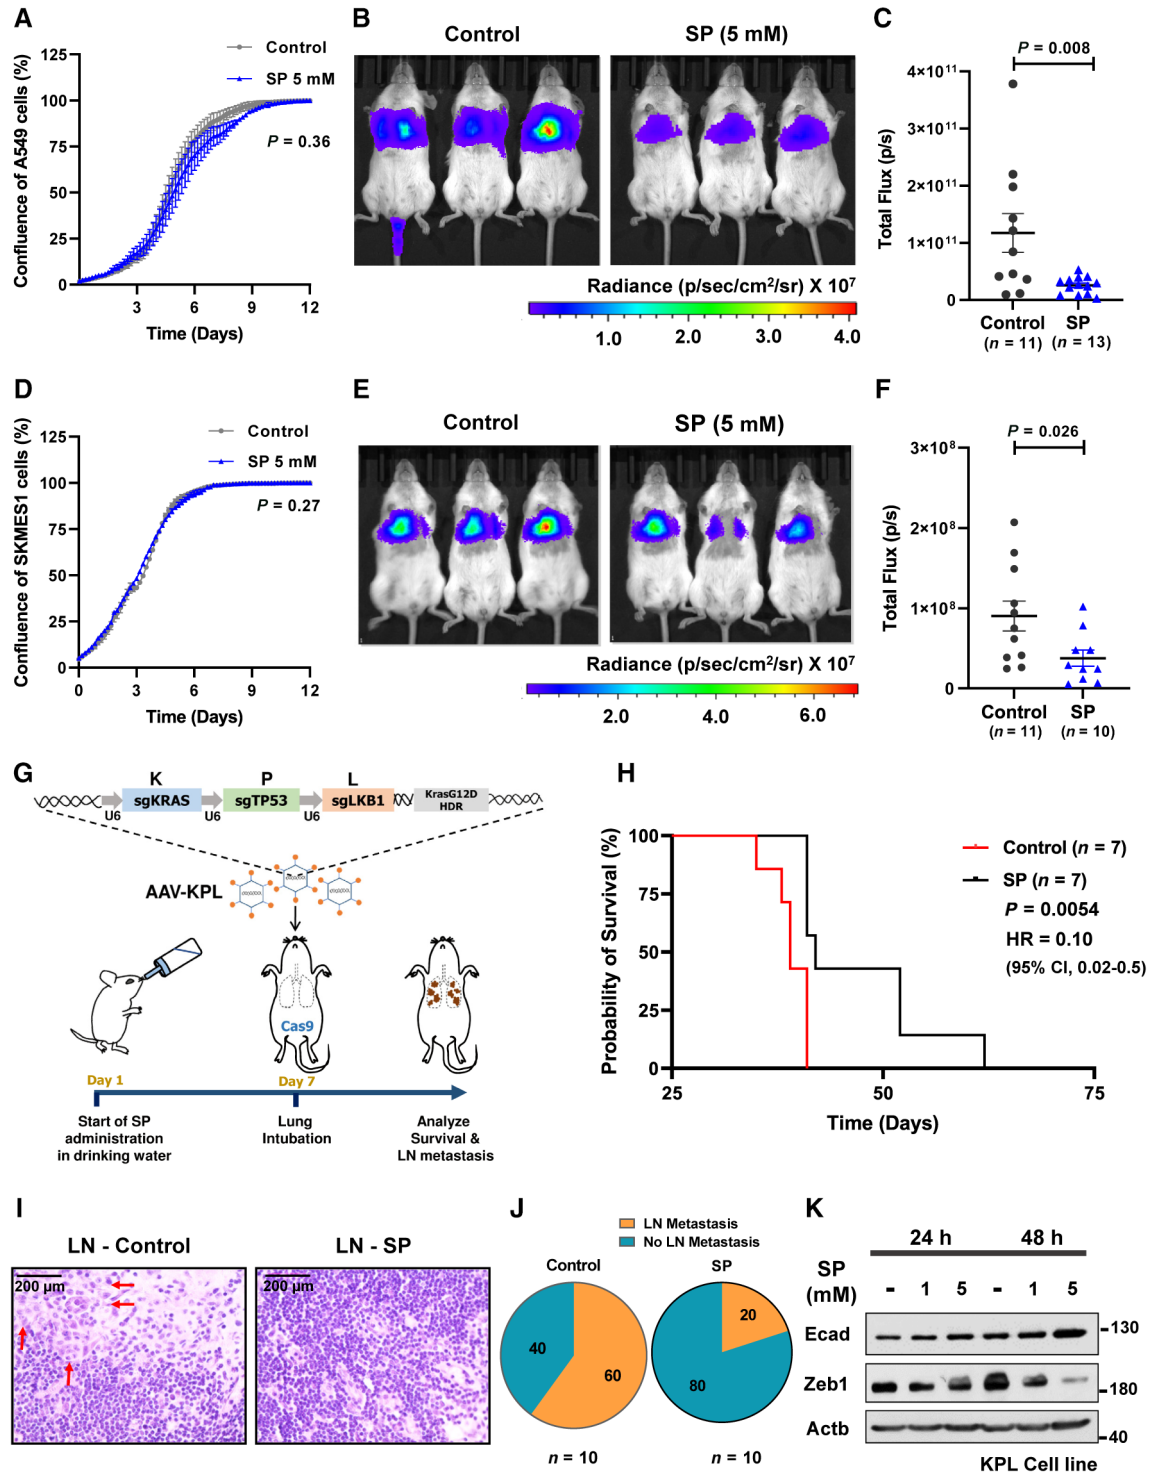 A
Control
SP 5 mM
P = 0.36
Confluence of A549 cells (%)
125
100
75
50
25
0
3
6
9
12
Time (Days)
B
Control
SP (5 mM)
Radiance (p/sec/cm²/sr) X 10⁷
1.0
2.0
3.0
4.0
C
P = 0.008
Total Flux (p/s)
4×10¹¹
3×10¹¹
2×10¹¹
1×10¹¹
0
Control
SP
(n = 11)
(n = 13)
D
Control
SP 5 mM
P = 0.27
Confluence of SKMES1 cells (%)
125
100
75
50
25
0
0
3
6
9
12
Time (Days)
E
Control
SP (5 mM)
Radiance (p/sec/cm²/sr) X 10⁷
2.0
4.0
6.0
F
P = 0.026
Total Flux (p/s)
3×10⁸
2×10⁸
1×10⁸
0
Control
SP
(n = 11)
(n = 10)
G
K
P
L
sgKRAS
sgTP53
sgLKB1
KrasG12D
HDR
U6
U6
U6
AAV-KPL
Cas9
Day 1
Day 7
Start of SP
administration
in drinking water
Lung
Intubation
Analyze
Survival &
LN metastasis
H
Probability of Survival (%)
100
75
50
25
0
25
50
75
Time (Days)
Control (n = 7)
SP (n = 7)
P = 0.0054
HR = 0.10
(95% CI, 0.02-0.5)
I
LN - Control
LN - SP
200 µm
200 µm
J
LN Metastasis
No LN Metastasis
Control
SP
40
60
20
80
n = 10
n = 10
K
24 h
48 h
SP
(mM)
- 1 5 - 1 5
Ecad
-130
Zeb1
-180
Actb
-40
KPL Cell line